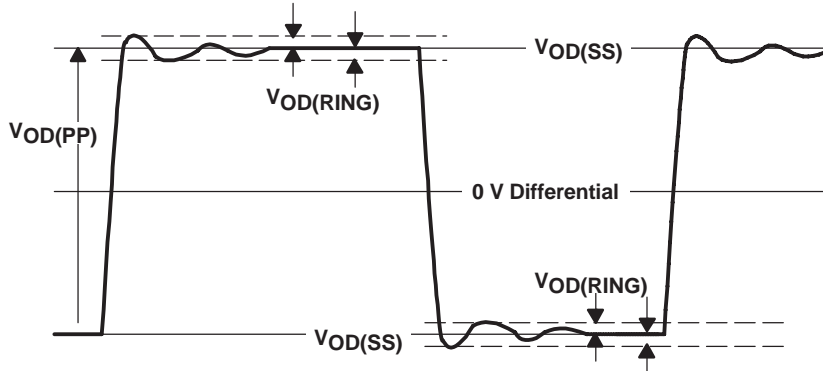 VOD(SS)
VOD(RING)
VOD(PP)
0 V Differential
VOD(RING)
VOD(SS)